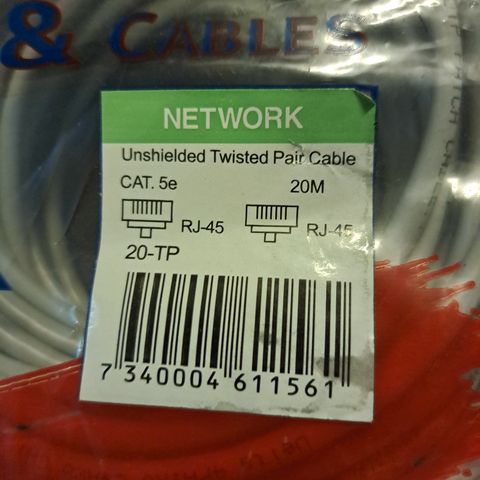 & CABLES
NETWORK
Unshielded Twisted Pair Cable
CAT. 5e 20M
RJ-45 RJ-45
20-TP
7 340004 611561